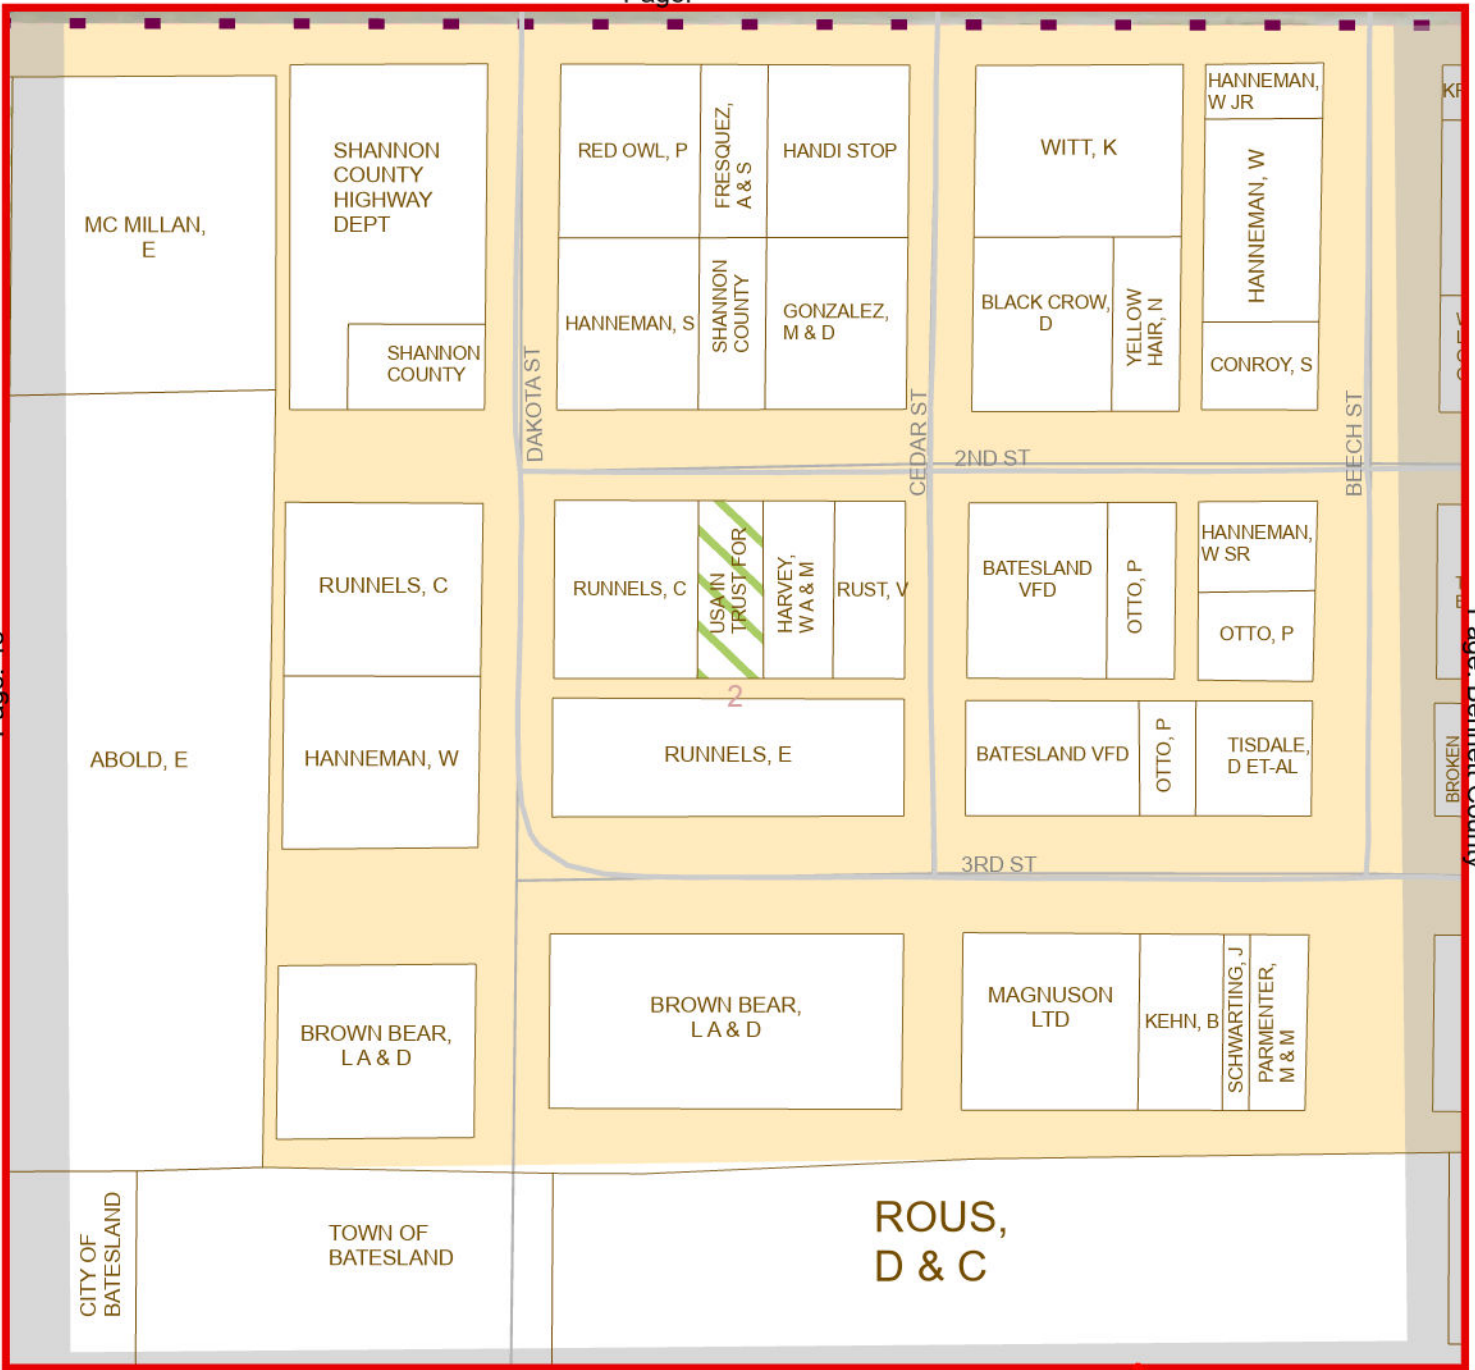 HANNEMAN,
W JR
SHANNON
COUNTY
HIGHWAY
DEPT
RED OWL, P
FRESQUEZ,
A & S
HANDI STOP
WITT, K
HANNEMAN, W
MC MILLAN,
E
HANNEMAN, S
SHANNON
COUNTY
GONZALEZ,
M & D
BLACK CROW,
D
YELLOW
HAIR, N
CONROY, S
SHANNON
COUNTY
DAKOTA ST
CEDAR ST
BEECH ST
2ND ST
RUNNELS, C
RUNNELS, C
USA IN
TRUST FOR
HARVEY,
W A & M
RUST, V
BATESLAND
VFD
OTTO, P
HANNEMAN,
W SR
OTTO, P
2
ABOLD, E
HANNEMAN, W
RUNNELS, E
BATESLAND VFD
OTTO, P
TISDALE,
D ET-AL
BROKEN
3RD ST
BROWN BEAR,
L A & D
BROWN BEAR,
L A & D
MAGNUSON
LTD
KEHN, B
SCHWARTING, J
PARMENTER,
M & M
CITY OF
BATESLAND
TOWN OF
BATESLAND
ROUS,
D & C